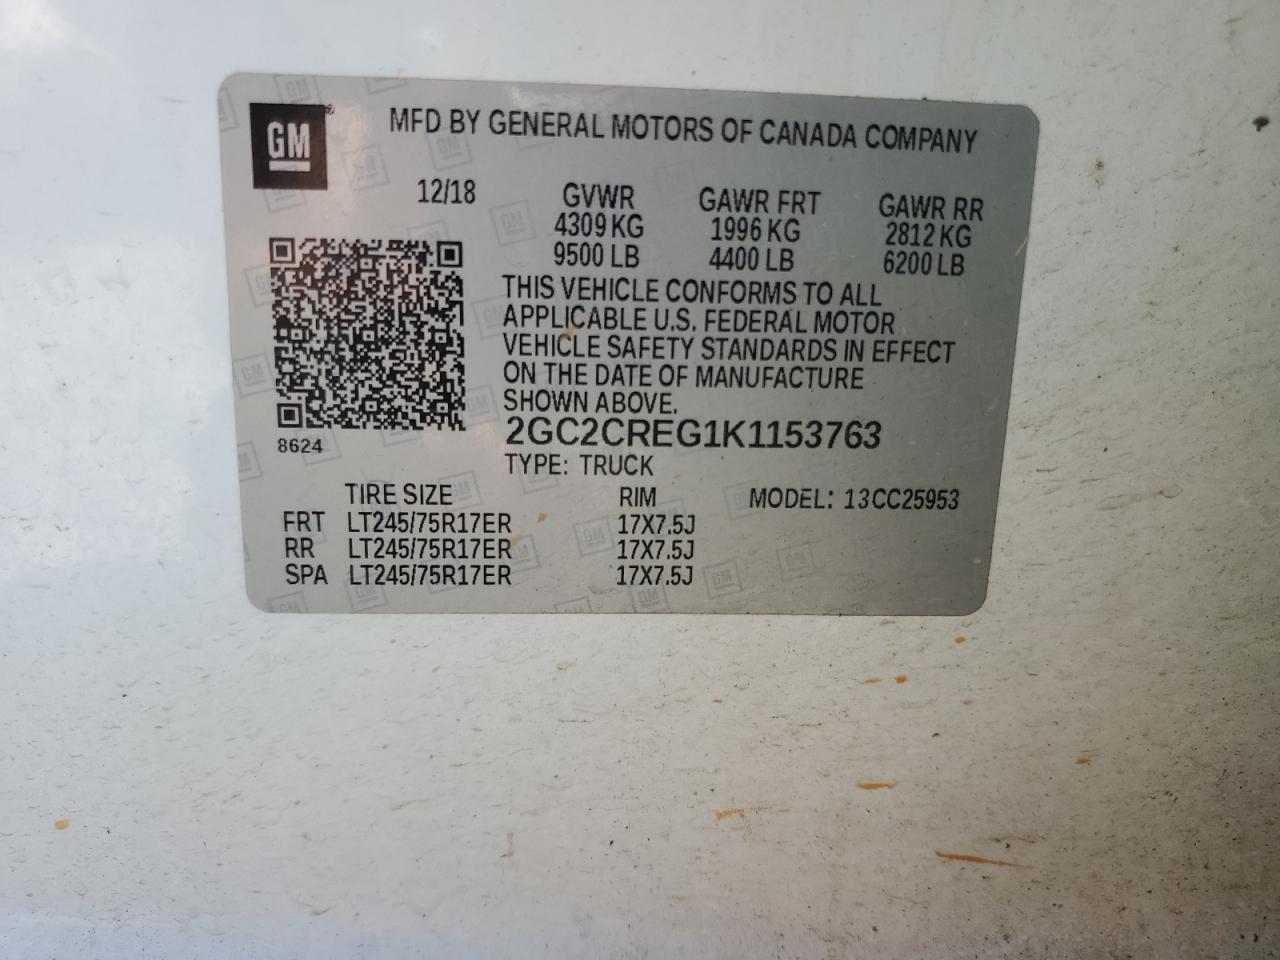 GM®
MFD BY GENERAL MOTORS OF CANADA COMPANY
12/18 GVWR GAWR FRT GAWR RR
4309 KG 1996 KG 2812 KG
9500 LB 4400 LB 6200 LB
THIS VEHICLE CONFORMS TO ALL
APPLICABLE U.S. FEDERAL MOTOR
VEHICLE SAFETY STANDARDS IN EFFECT
ON THE DATE OF MANUFACTURE
SHOWN ABOVE.
8624
2GC2CREG1K1153763
TYPE: TRUCK
TIRE SIZE RIM MODEL: 13CC25953
FRT LT245/75R17ER 17X7.5J
RR LT245/75R17ER 17X7.5J
SPA LT245/75R17ER 17X7.5J